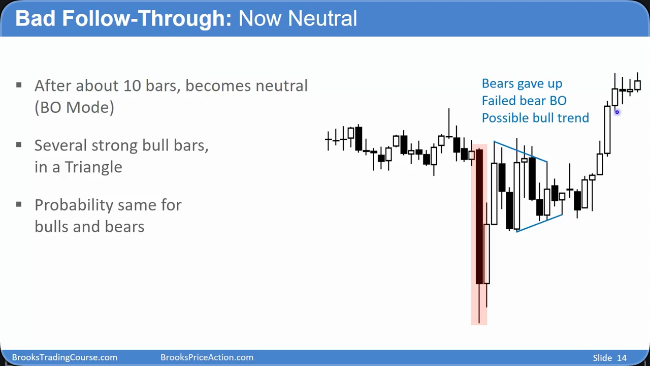 Bad Follow-Through: Now Neutral
After about 10 bars, becomes neutral
(BO Mode)
Several strong bull bars,
in a Triangle
Probability same for
bulls and bears
Bears gave up
Failed bear BO
Possible bull trend
BrooksTradingCourse.com
BrooksPriceAction.com
Slide 14